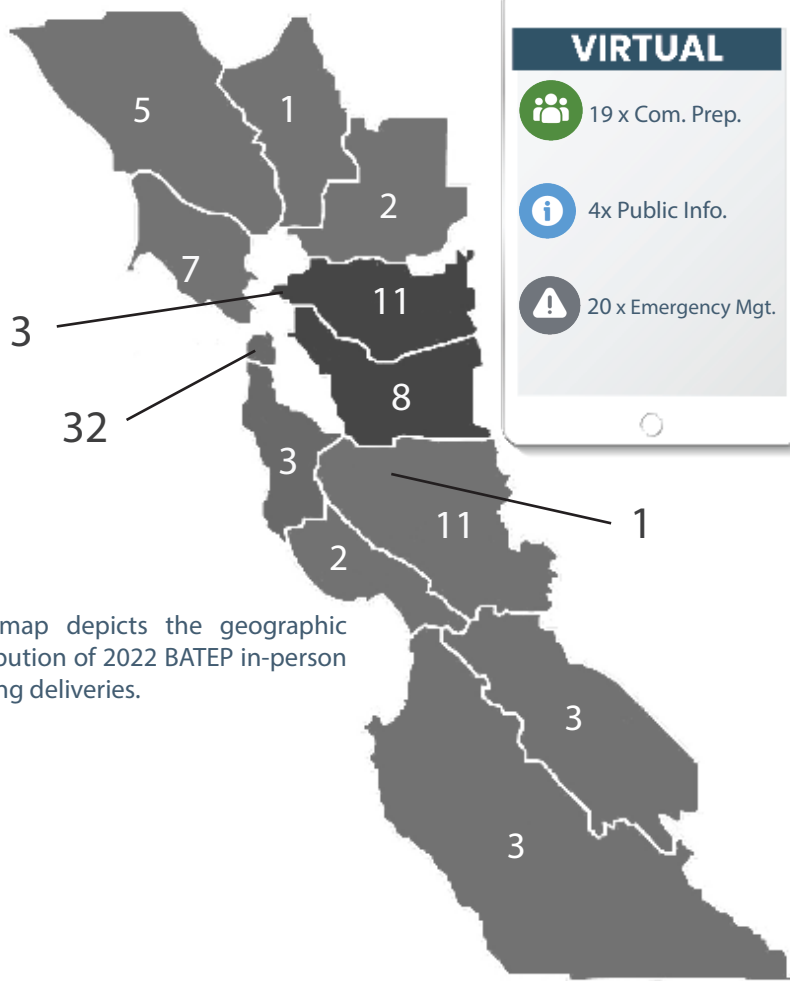 VIRTUAL
19 x Com. Prep.
4x Public Info.
20 x Emergency Mgt.
5
1
2
7
11
3
8
32
3
11
1
2
map depicts the geographic
bution of 2022 BATEP in-person
ng deliveries.
3
3